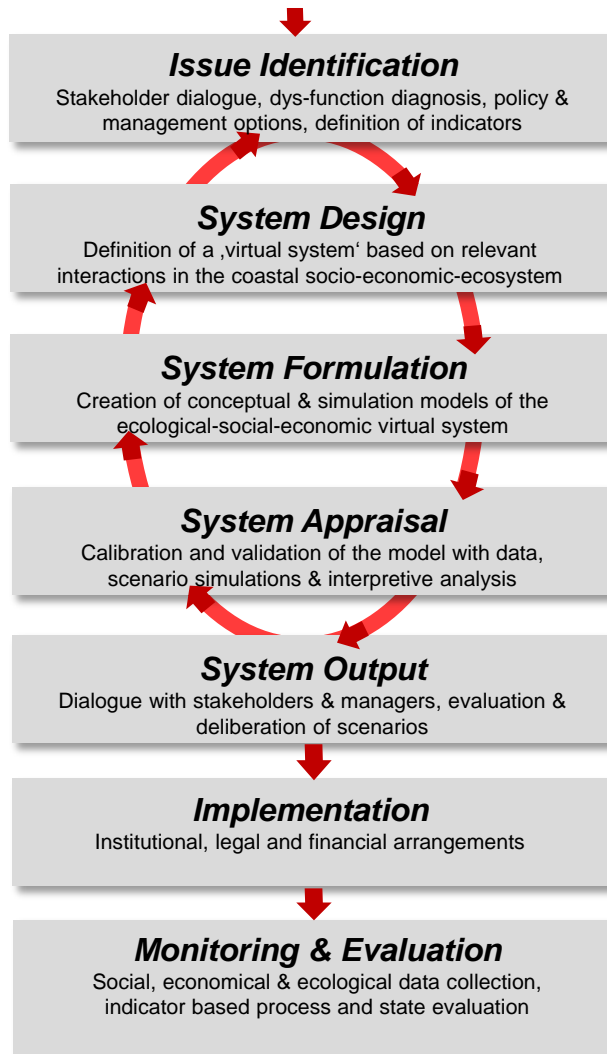 Issue Identification
Stakeholder dialogue, dys-function diagnosis, policy &
management options, definition of indicators
System Design
Definition of a ‚virtual system‘ based on relevant
interactions in the coastal socio-economic-ecosystem
System Formulation
Creation of conceptual & simulation models of the
ecological-social-economic virtual system
System Appraisal
Calibration and validation of the model with data,
scenario simulations & interpretive analysis
System Output
Dialogue with stakeholders & managers, evaluation &
deliberation of scenarios
Implementation
Institutional, legal and financial arrangements
Monitoring & Evaluation
Social, economical & ecological data collection,
indicator based process and state evaluation